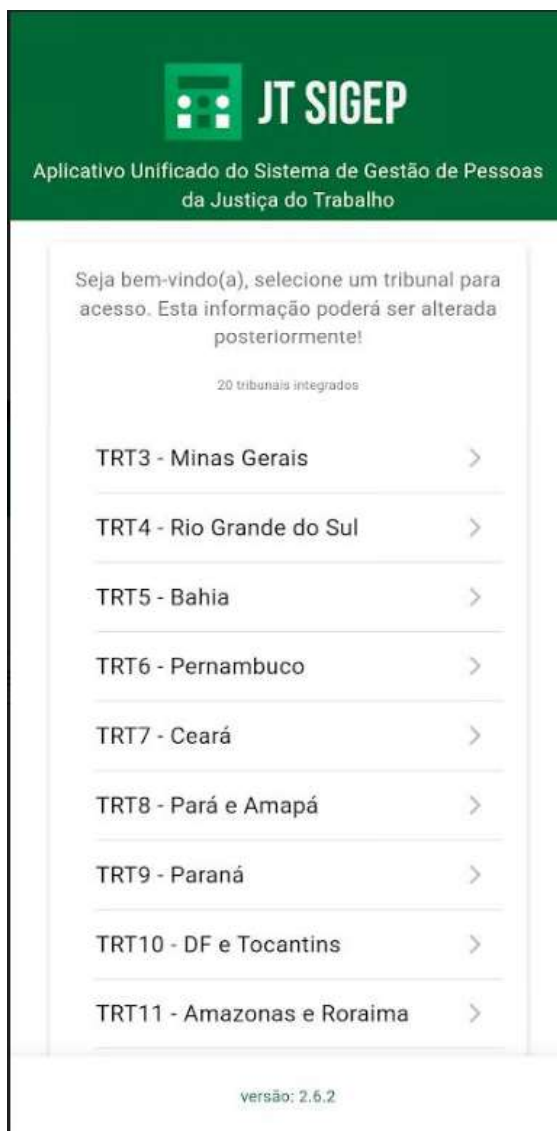 JT SIGEP
Aplicativo Unificado do Sistema de Gestão de Pessoas
da Justiça do Trabalho
Seja bem-vindo(a), selecione um tribunal para
acesso. Esta informação poderá ser alterada
posteriormente!
20 tribunais integrados
TRT3 - Minas Gerais
TRT4 - Rio Grande do Sul
TRT5 - Bahia
TRT6 - Pernambuco
TRT7 - Ceará
TRT8 - Pará e Amapá
TRT9 - Paraná
TRT10 - DF e Tocantins
TRT11 - Amazonas e Roraima
versão: 2.6.2